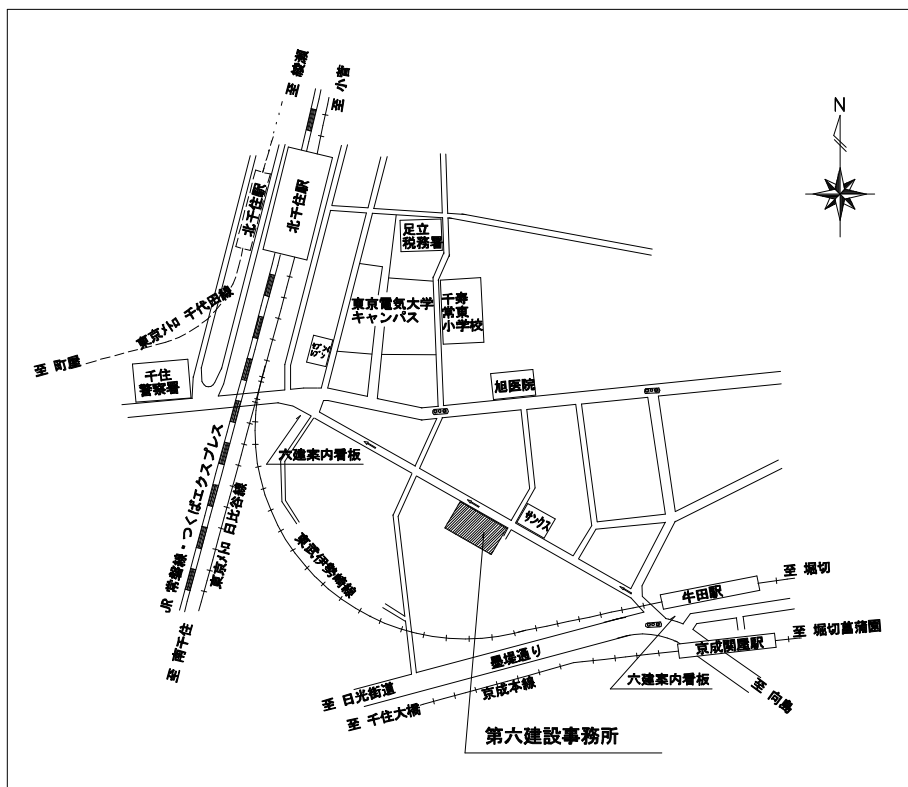 至 綾瀬
至 小菅
N
北千住駅
北千住駅
足立
税務署
東京電気大学
キャンパス
千寿
常東
小学校
東京ﾒﾄﾛ 千代田線
至 町屋
千住
警察署
旭医院
六建案内看板
サンクス
JR 常磐線・つくばエクスプレス
東京ﾒﾄﾛ 日比谷線
東武伊勢崎線
至 南千住
牛田駅
至 堀切
墨堤通り
京成関屋駅
至 堀切菖蒲園
至 日光街道
京成本線
至 千住大橋
六建案内看板
至 向島
第六建設事務所